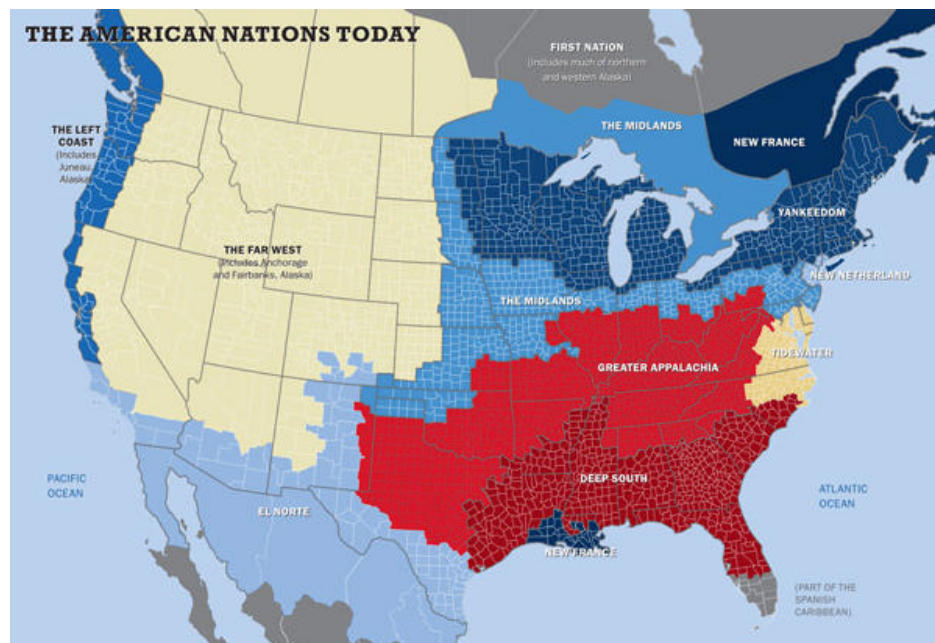 THE AMERICAN NATIONS TODAY
FIRST NATION
(Includes much of northern
and western Alaska)
THE LEFT
COAST
(Includes
Juneau,
Alaska)
THE MIDLANDS
NEW FRANCE
YANKEEDOM
THE FAR WEST
(Includes Anchorage
and Fairbanks, Alaska)
NEW NETHERLAND
THE MIDLANDS
TIDEWATER
GREATER APPALACHIA
PACIFIC
OCEAN
DEEP SOUTH
ATLANTIC
OCEAN
EL NORTE
NEW FRANCE
(PART OF THE
SPANISH
CARIBBEAN)